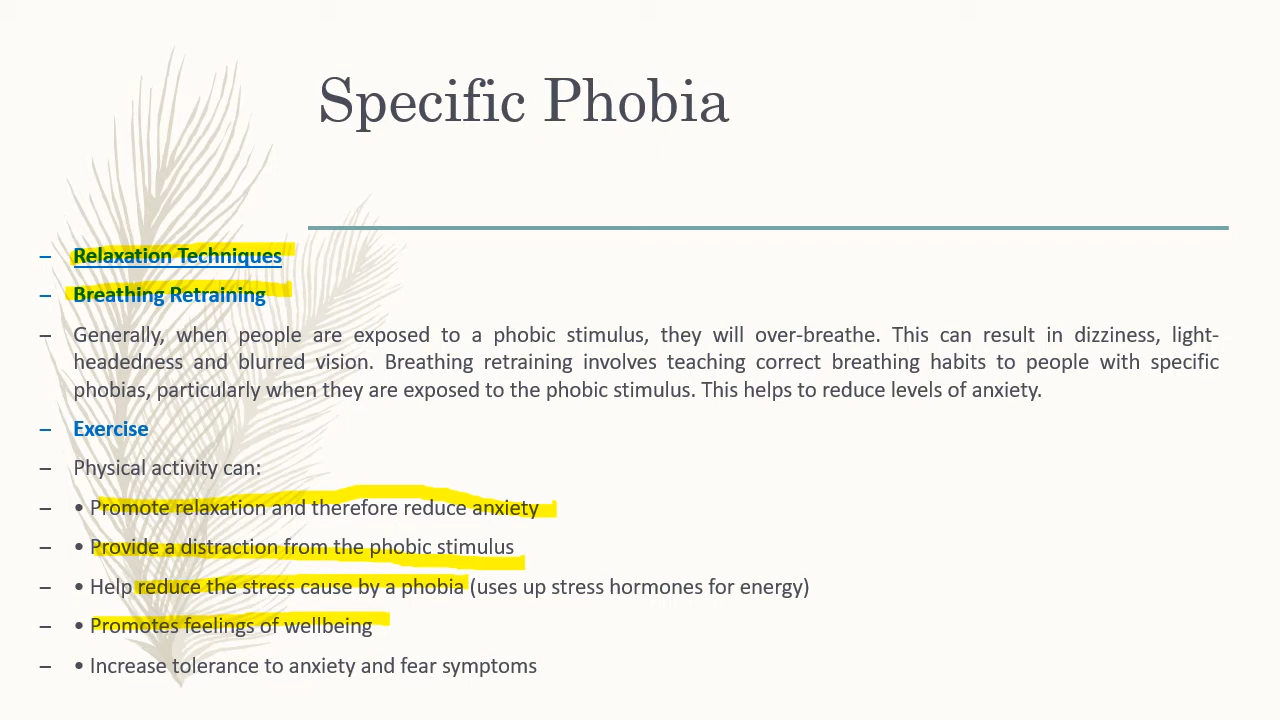 Specific Phobia
– Relaxation Techniques
– Breathing Retraining
– Generally, when people are exposed to a phobic stimulus, they will over-breathe. This can result in dizziness, light-
headedness and blurred vision. Breathing retraining involves teaching correct breathing habits to people with specific
phobias, particularly when they are exposed to the phobic stimulus. This helps to reduce levels of anxiety.
– Exercise
– Physical activity can:
– • Promote relaxation and therefore reduce anxiety
– • Provide a distraction from the phobic stimulus
– • Help reduce the stress cause by a phobia (uses up stress hormones for energy)
– • Promotes feelings of wellbeing
– • Increase tolerance to anxiety and fear symptoms